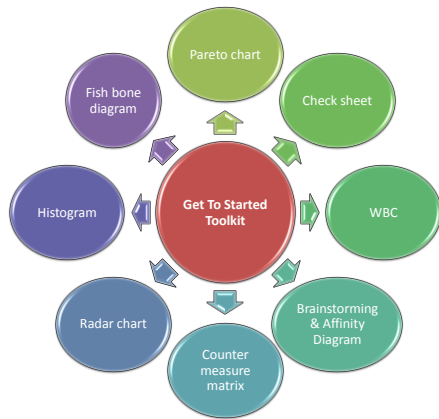 Pareto chart
Check sheet
WBC
Brainstorming
& Affinity
Diagram
Counter
measure
matrix
Radar chart
Histogram
Fish bone
diagram
Get To Started
Toolkit